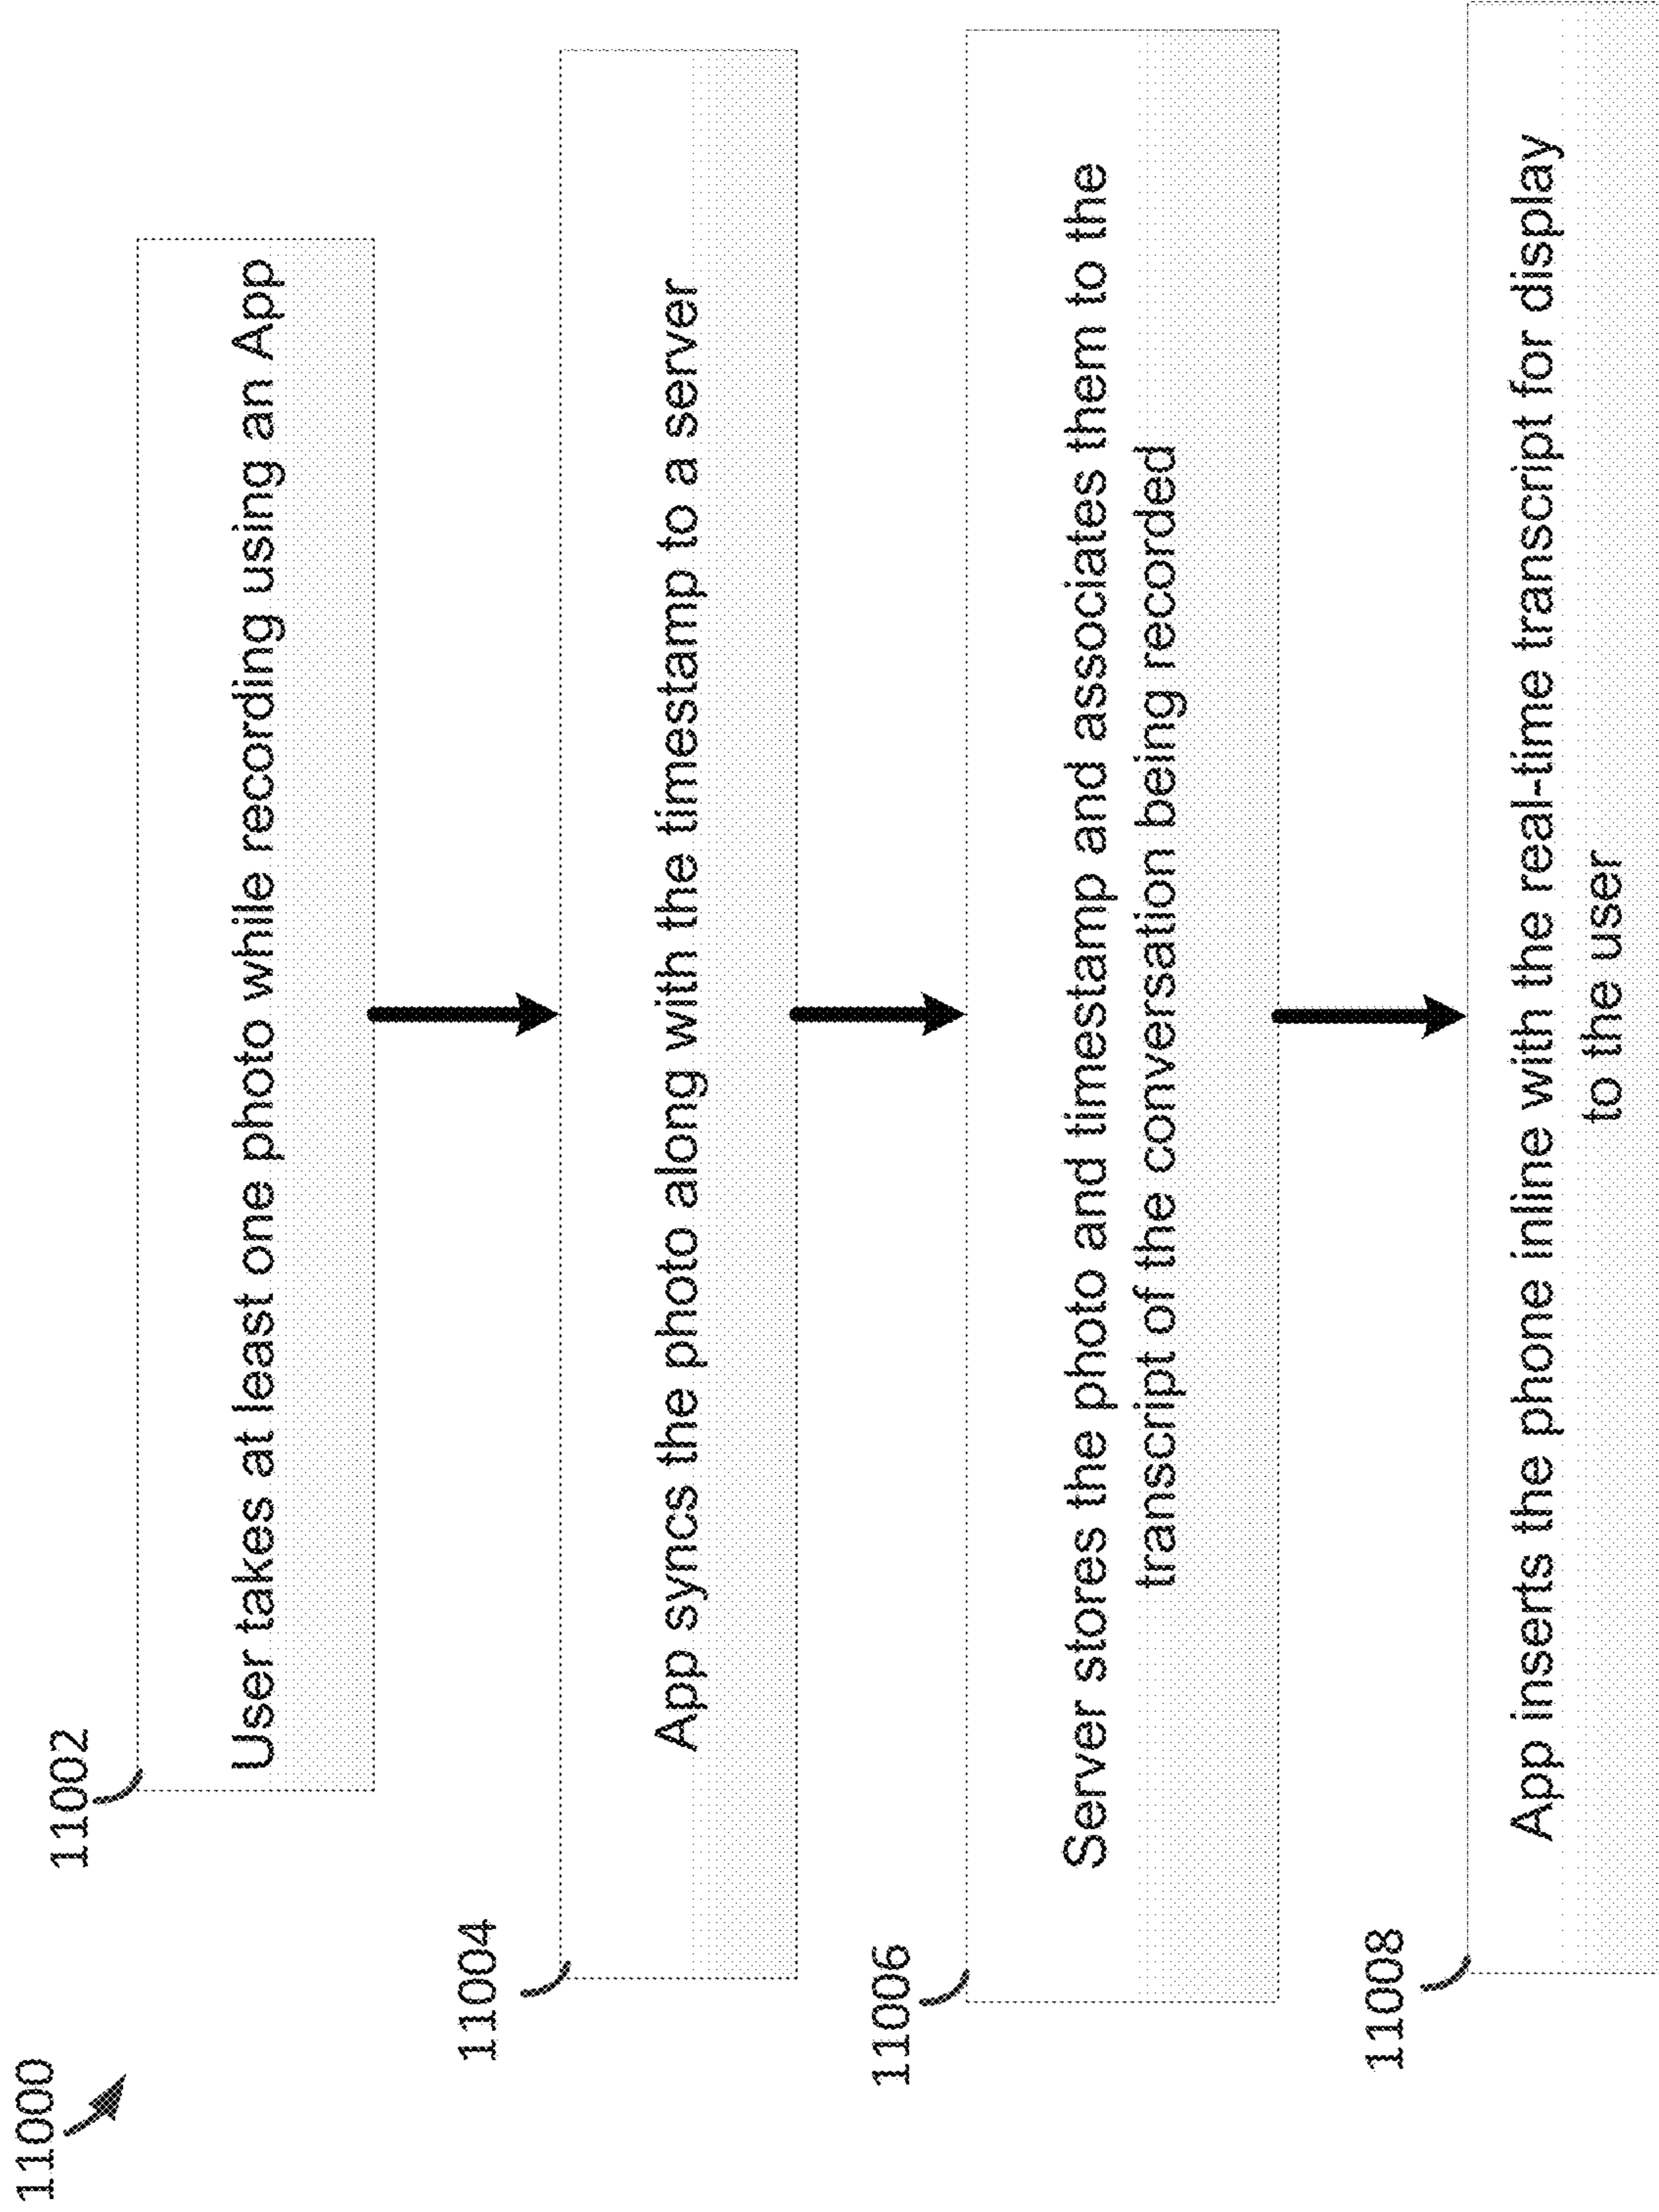 11000
11002
User takes at least one photo while recording using an App
11004
App syncs the photo along with the timestamp to a server
11006
Server stores the photo and timestamp and associates them to the
transcript of the conversation being recorded
11008
App inserts the phone inline with the real-time transcript for display
to the user